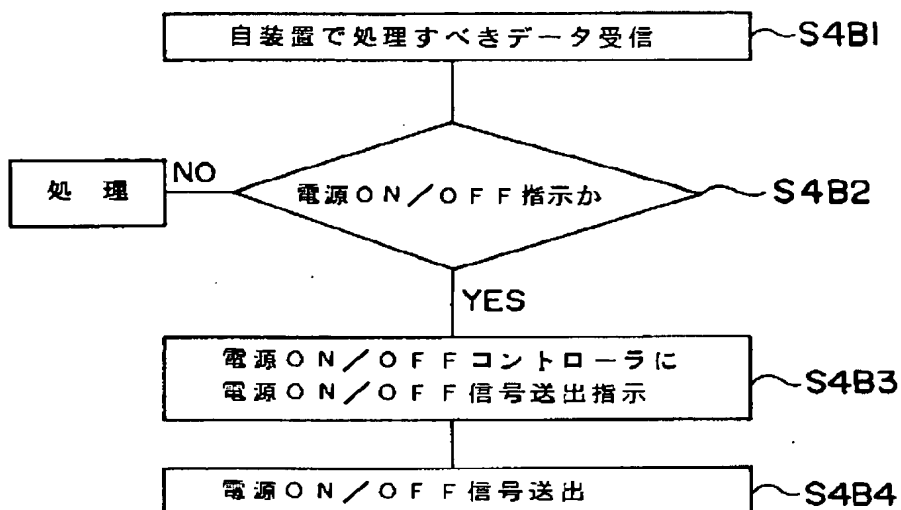 自装置で処理すべきデータ受信
S4B1
処理
NO
電源ON/OFF指示か
S4B2
YES
電源ON/OFFコントローラに
電源ON/OFF信号送出指示
S4B3
電源ON/OFF信号送出
S4B4